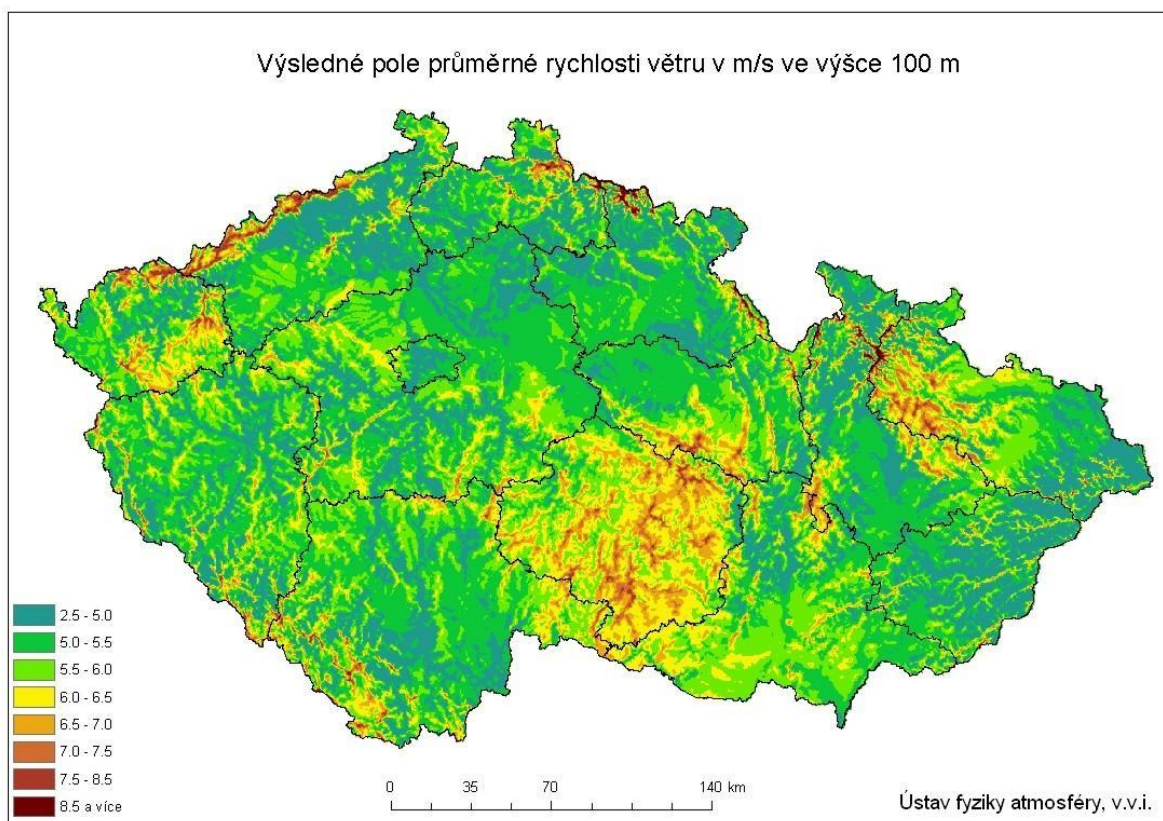 Výsledné pole průměrné rychlosti větru v m/s ve výšce 100 m
2.5 - 5.0
5.0 - 5.5
5.5 - 6.0
6.0 - 6.5
6.5 - 7.0
7.0 - 7.5
7.5 - 8.5
8.5 a více
0 35 70 140 km
Ústav fyziky atmosféry, v.v.i.